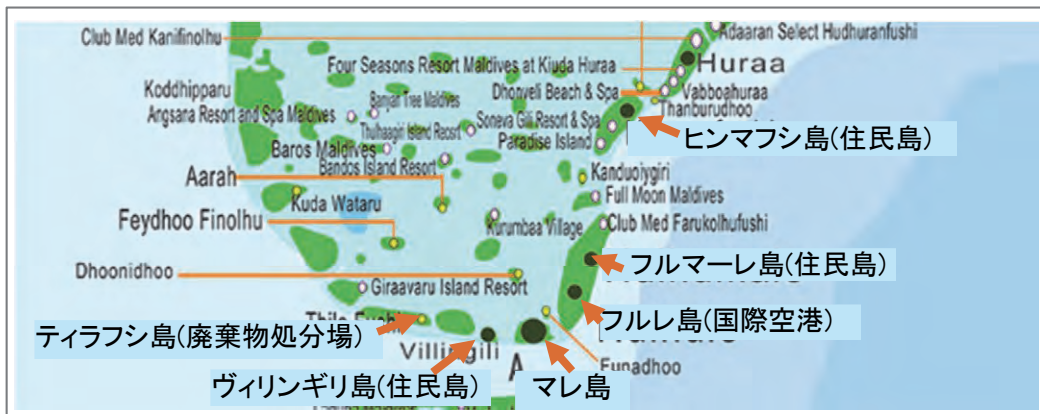 Adaaran Select Hudhuranfushi
Club Med Kanifinolhu
Huraa
Four Seasons Resort Maldives at Kiuda Huraa
Koddhipparu
Dhonveli Beach & Spa
Vabboahuraa
Banyan Tree Maldives
Thanburudhoo
Angsana Resort and Spa Maldives
Soneva Gili Resort & Spa
Thuhaagiri Island Recort
ヒンマフシ島(住民島)
Paradise Island
Baros Maldives
Bandos Island Resort
Aarah
Kanduoiygiri
Kuda Wataru
Full Moon Maldives
Feydhoo Finolhu
Kurumbaa Village
Club Med Farukolhufushi
フルマーレ島(住民島)
Dhoonidhoo
Giraavaru Island Resort
フルレ島(国際空港)
ティラフシ島(廃棄物処分場)
Villingili
Funadhoo
ヴィリンギリ島(住民島)
マレ島